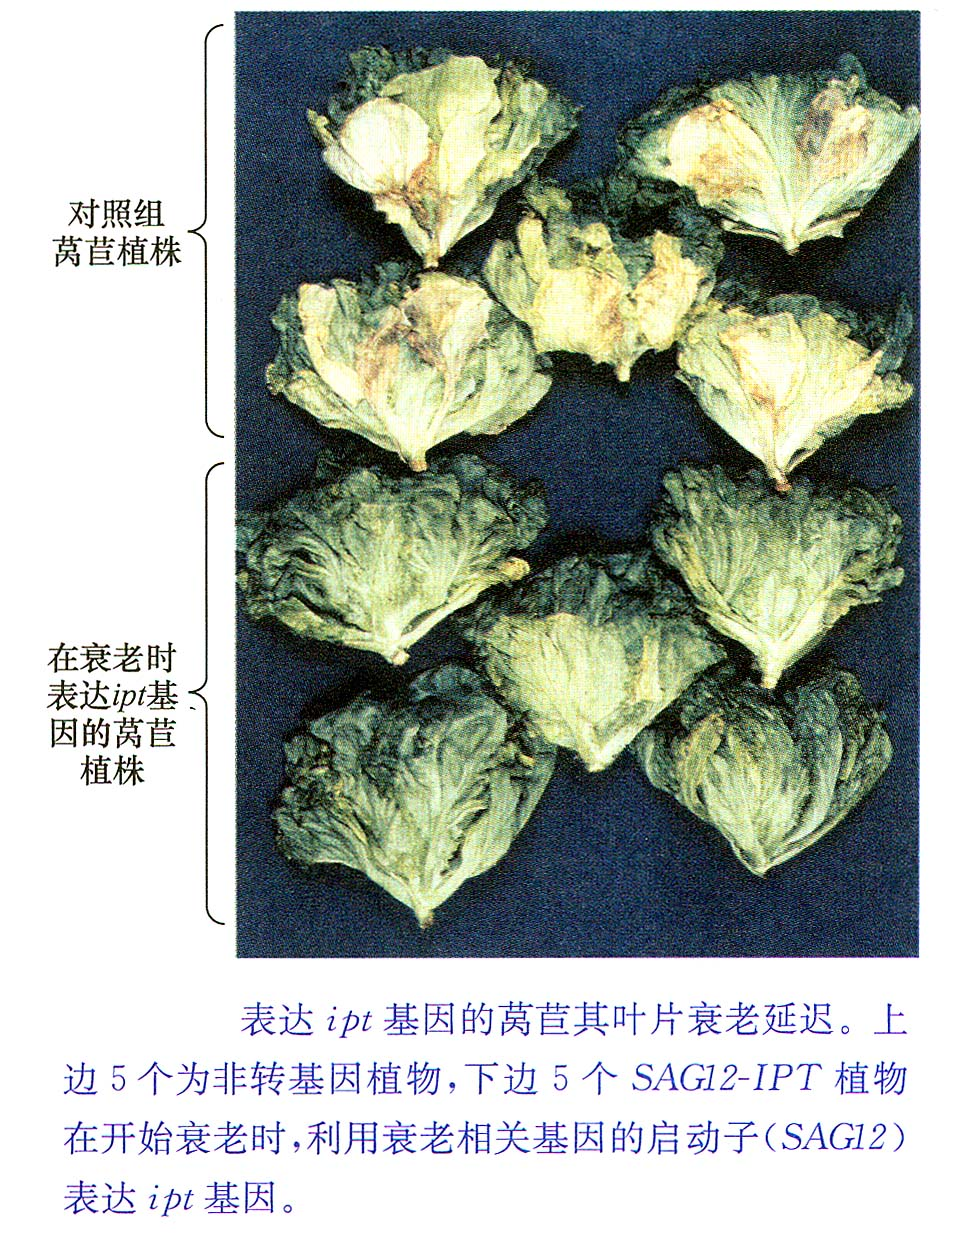 对照组
莴苣植株
在衰老时
表达ipt基
因的莴苣
植株
表达 ipt 基因的莴苣其叶片衰老延迟。上
边 5 个为非转基因植物,下边 5 个 SAG12-IPT 植物
在开始衰老时,利用衰老相关基因的启动子(SAG12)
表达 ipt 基因。